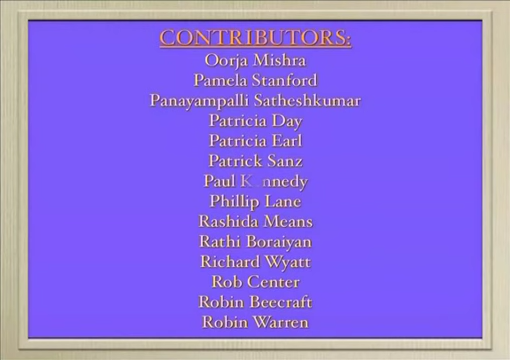 CONTRIBUTORS:
Oorja Mishra
Pamela Stanford
Panayampalli Satheshkumar
Patricia Day
Patricia Earl
Patrick Sanz
Paul
Phillip Lane
Rashida Means
Rathi Boraiyan
Richard Wyatt
Rob Center
Robin Beecraft
Robin Warren